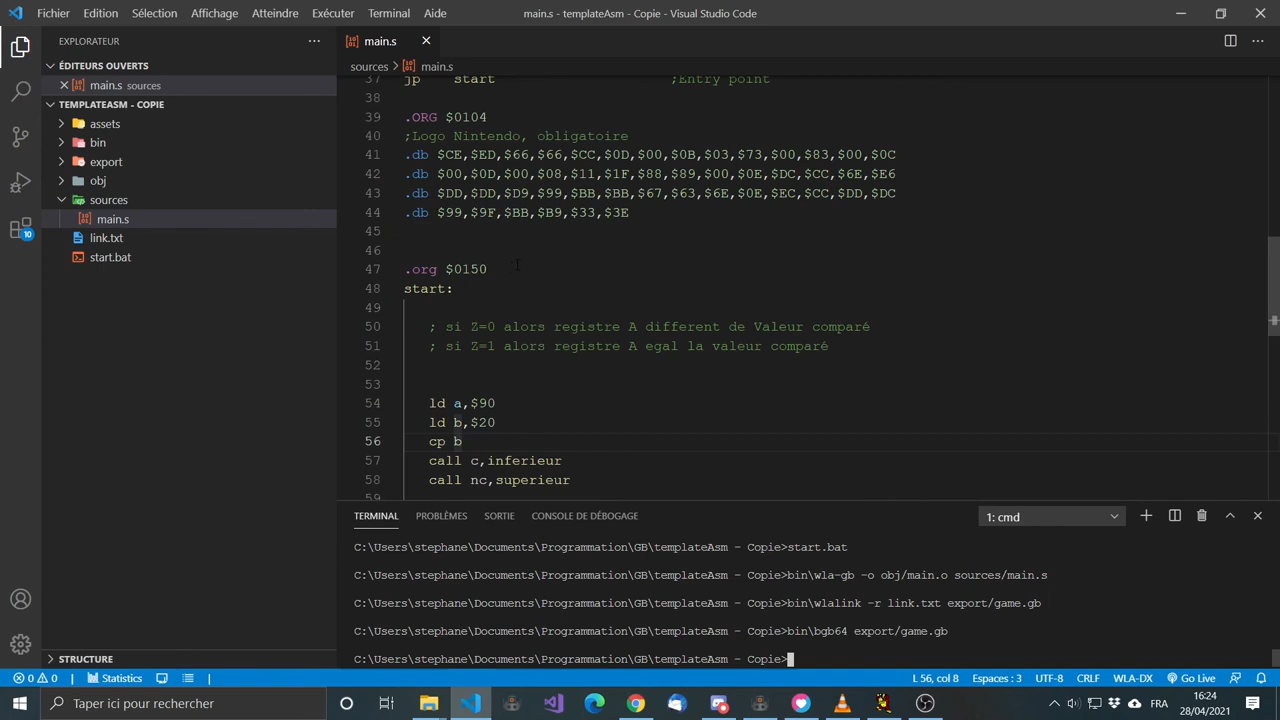 Fichier Edition Sélection Affichage Atteindre Exécuter Terminal Aide main.s - templateAsm - Copie - Visual Studio Code
EXPLORATEUR
main.s
ÉDITEURS OUVERTS
sources > main.s
main.s sources
TEMPLATEASM - COPIE
assets
bin
export
obj
sources
main.s
link.txt
start.bat
STRUCTURE
10
37 jp start ;Entry point
38
39 .ORG $0104
40 ;Logo Nintendo, obligatoire
41 .db $CE,$ED,$66,$66,$CC,$0D,$00,$0B,$03,$73,$00,$83,$00,$0C
42 .db $00,$0D,$00,$08,$11,$1F,$88,$89,$00,$0E,$DC,$CC,$6E,$E6
43 .db $DD,$DD,$D9,$99,$BB,$BB,$67,$63,$6E,$0E,$EC,$CC,$DD,$DC
44 .db $99,$9F,$BB,$B9,$33,$3E
45
46
47 .org $0150
48 start:
49
50 ; si Z=0 alors registre A different de Valeur comparé
51 ; si Z=1 alors registre A egal la valeur comparé
52
53
54 ld a,$90
55 ld b,$20
56 cp b
57 call c,inferieur
58 call nc,superieur
59
TERMINAL PROBLÈMES SORTIE CONSOLE DE DÉBOGAGE 1: cmd
C:\Users\stephane\Documents\Programmation\GB\templateAsm - Copie>start.bat
C:\Users\stephane\Documents\Programmation\GB\templateAsm - Copie>bin\wla-gb -o obj/main.o sources/main.s
C:\Users\stephane\Documents\Programmation\GB\templateAsm - Copie>bin\wlalink -r link.txt export/game.gb
C:\Users\stephane\Documents\Programmation\GB\templateAsm - Copie>bin\bgb64 export/game.gb
C:\Users\stephane\Documents\Programmation\GB\templateAsm - Copie>
0 0 Statistics L 56, col 8 Espaces : 3 UTF-8 CRLF WLA-DX Go Live
Taper ici pour rechercher FRA 16:24
28/04/2021